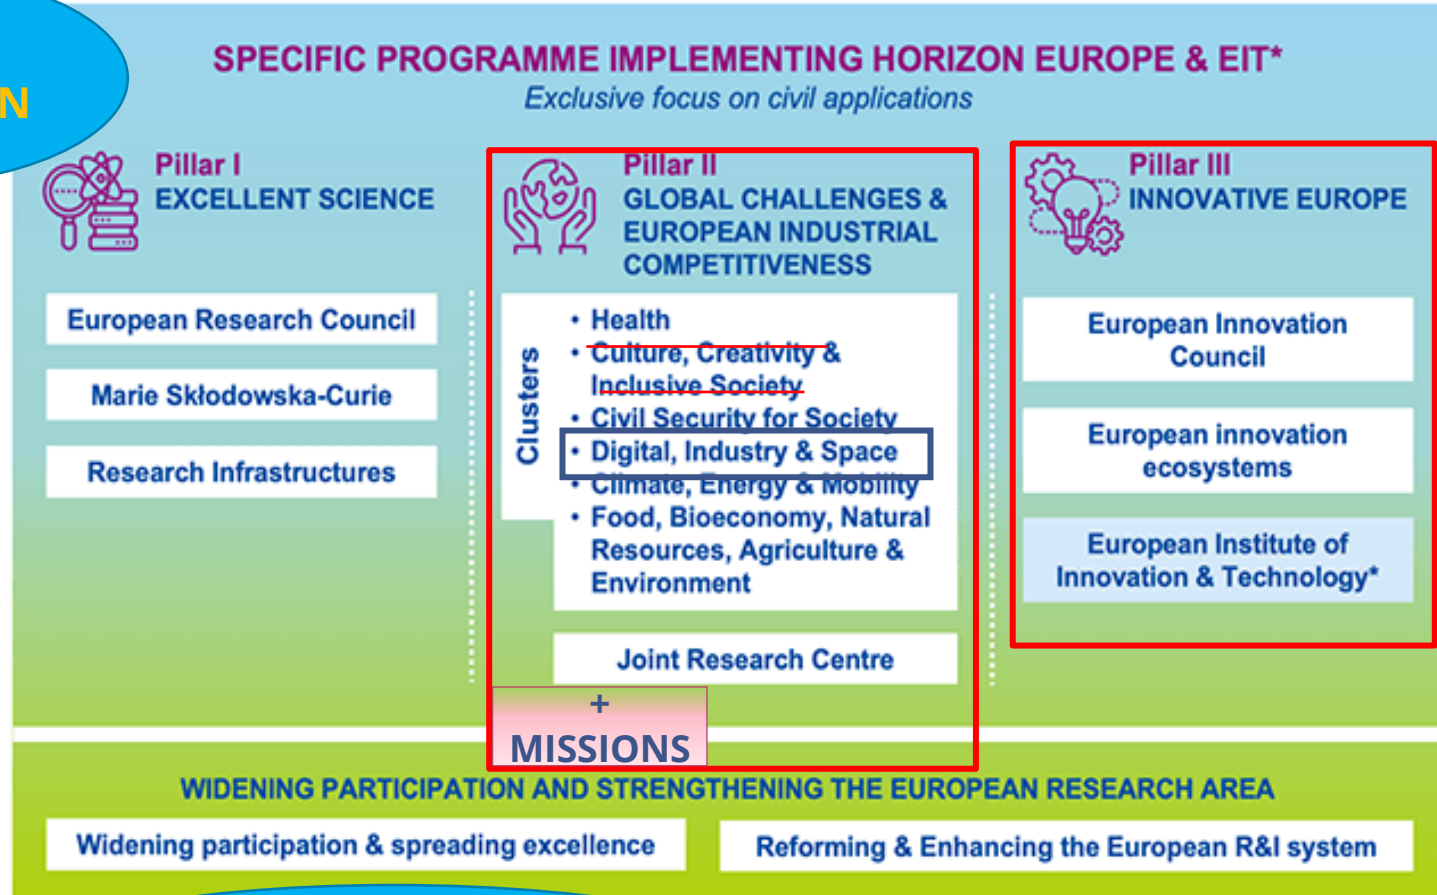 N
SPECIFIC PROGRAMME IMPLEMENTING HORIZON EUROPE & EIT*
Exclusive focus on civil applications
Pillar I
EXCELLENT SCIENCE
European Research Council
Marie Skłodowska-Curie
Research Infrastructures
Pillar II
GLOBAL CHALLENGES &
EUROPEAN INDUSTRIAL
COMPETITIVENESS
Clusters
• Health
• Culture, Creativity &
Inclusive Society
• Civil Security for Society
• Digital, Industry & Space
• Climate, Energy & Mobility
• Food, Bioeconomy, Natural
Resources, Agriculture &
Environment
Joint Research Centre
+
MISSIONS
Pillar III
INNOVATIVE EUROPE
European Innovation
Council
European innovation
ecosystems
European Institute of
Innovation & Technology*
WIDENING PARTICIPATION AND STRENGTHENING THE EUROPEAN RESEARCH AREA
Widening participation & spreading excellence
Reforming & Enhancing the European R&I system